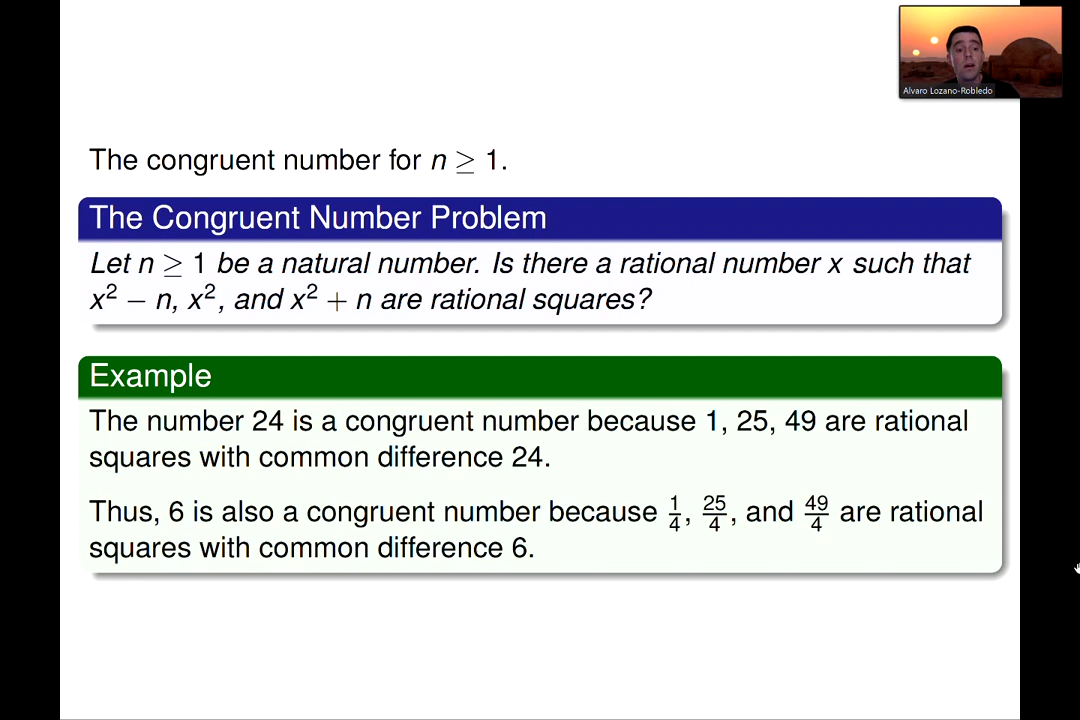 Alvaro Lozano-Robledo
The congruent number for n ≥ 1.
The Congruent Number Problem
Let n ≥ 1 be a natural number. Is there a rational number x such that
x² − n, x², and x² + n are rational squares?
Example
The number 24 is a congruent number because 1, 25, 49 are rational
squares with common difference 24.
Thus, 6 is also a congruent number because 1/4, 25/4, and 49/4 are rational
squares with common difference 6.